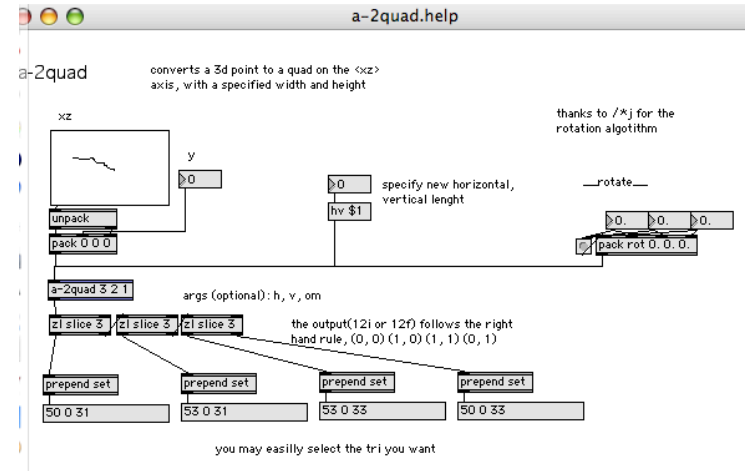 a-2quad.help
a-2quad
converts a 3d point to a quad on the <xz>
axis, with a specified width and height
thanks to /*j for the
rotation algotithm
xz
y
0
0
specify new horizontal,
vertical lenght
__rotate__
hv $1
0. 0. 0.
unpack
pack 0 0 0
pack rot 0. 0. 0.
a-2quad 3 2 1
args (optional): h, v, om
zl slice 3 zl slice 3 zl slice 3
the output(12i or 12f) follows the right
hand rule, (0, 0) (1, 0) (1, 1) (0, 1)
prepend set prepend set prepend set prepend set
50 0 31 53 0 31 53 0 33 50 0 33
you may easilly select the tri you want